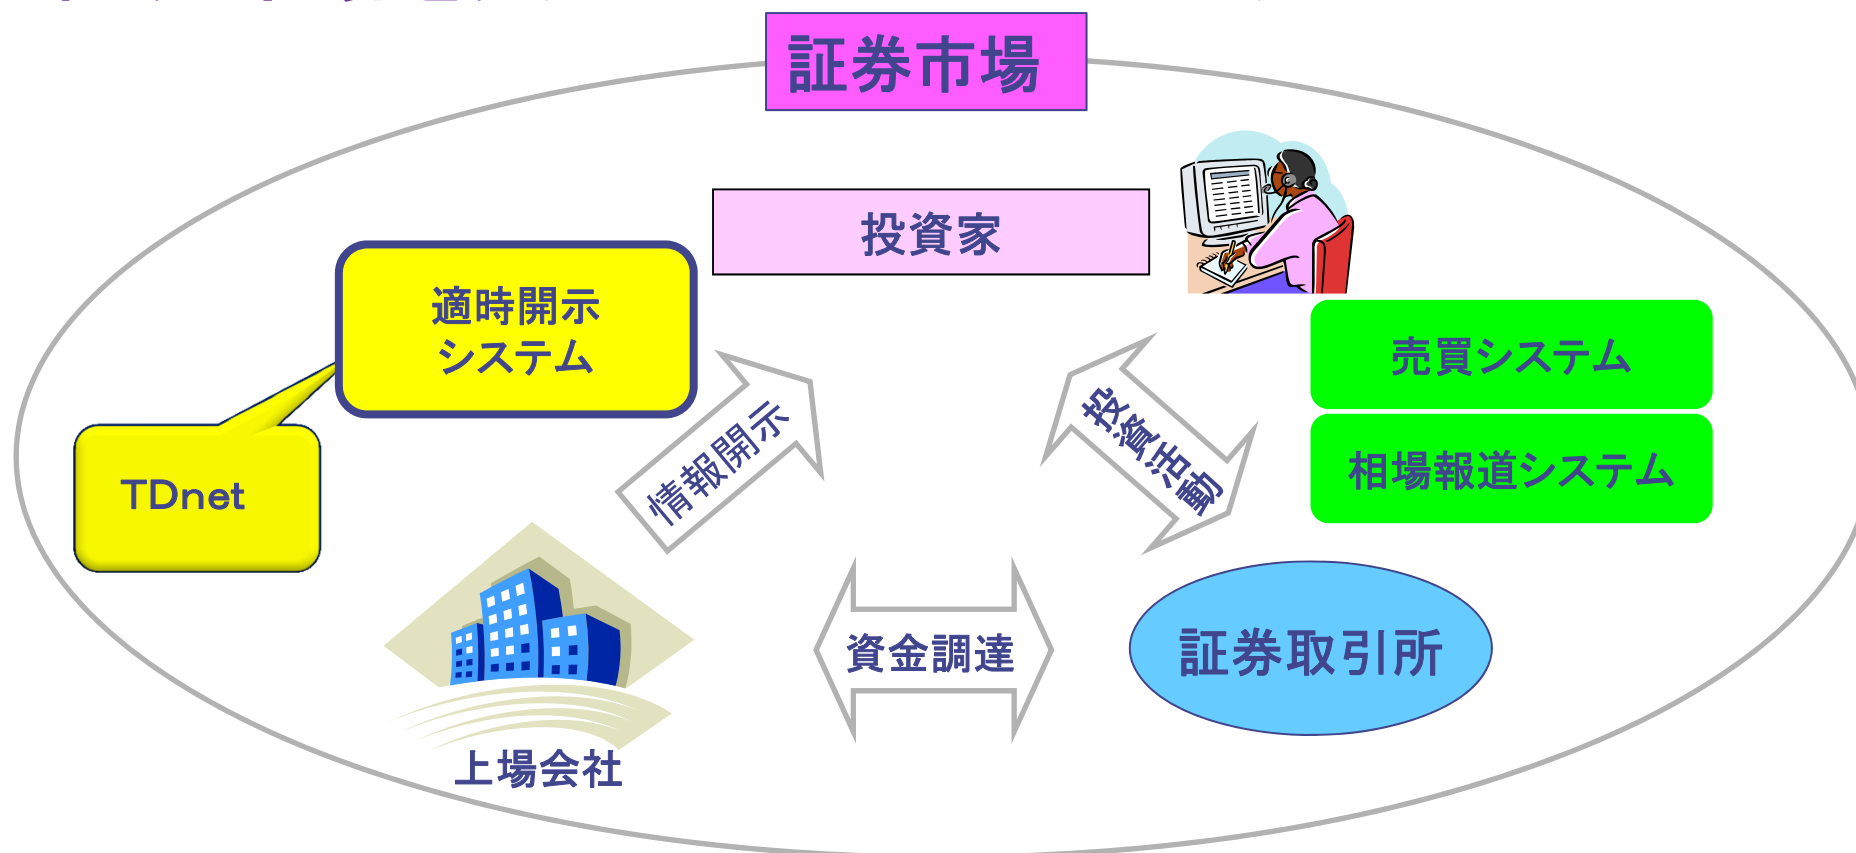 証券市場
投資家
適時開示
システム
TDnet
情報開示
投資活動
売買システム
相場報道システム
資金調達
証券取引所
上場会社